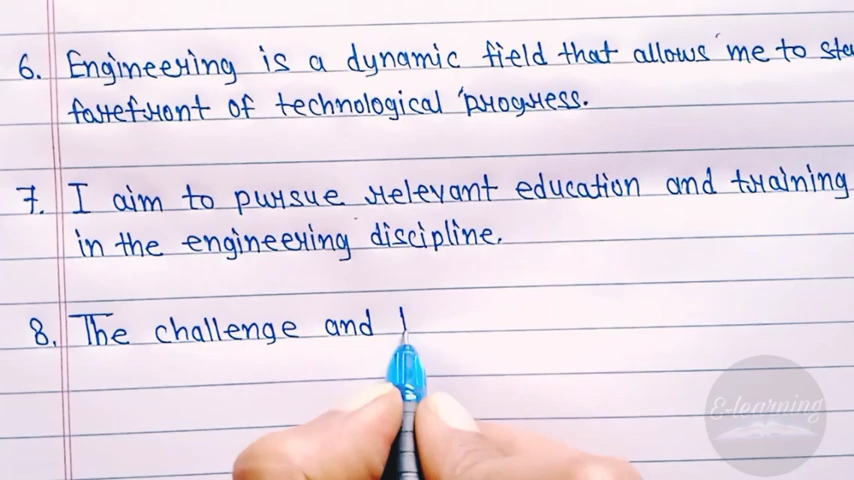 6. Engineering is a dynamic field that allows me to
forefront of technological progress.
7. I aim to pursue relevant education and training
in the engineering discipline.
8. The challenge and
E-learning